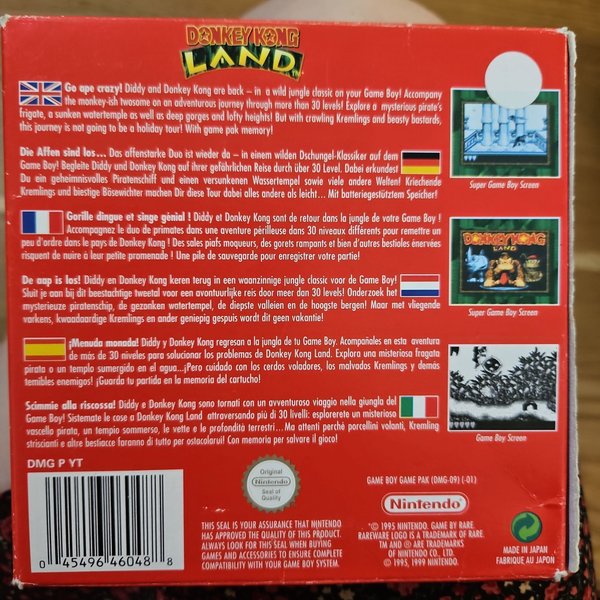 DONKEY KONG
LAND™
Go ape crazy! Diddy and Donkey Kong are back – in a wild jungle classic on your Game Boy! Accompany
the monkey-ish twosome on an adventurous journey through more than 30 levels! Explore a mysterious pirate's
frigate, a sunken watertemple as well as deep gorges and lofty heights! But with crawling Kremlings and beasty bastards,
this journey is not going to be a holiday tour! With game pak memory!
Super Game Boy Screen
Die Affen sind los... Das affenstarke Duo ist wieder da – in einem wilden Dschungel-Klassiker auf dem
Game Boy! Begleite Diddy und Donkey Kong auf ihrer gefährlichen Reise durch über 30 Level. Dabei erkundest
Du ein geheimnisvolles Piratenschiff und einen versunkenen Wassertempel sowie viele andere Welten! Kriechende
Kremlings und biestige Bösewichter machen Dir diese Tour dabei alles andere als leicht... Mit batteriegestütztem Speicher!
Gorille dingue et singe génial ! Diddy et Donkey Kong sont de retour dans la jungle de votre Game Boy !
Accompagnez le duo de primates dans une aventure périlleuse dans 30 niveaux différents pour remettre un
peu d'ordre dans le pays de Donkey Kong ! Des sales piafs moqueurs, des gorets rampants et bien d'autres bestioles énervées
risquent de nuire à leur petite promenade ! Une pile de sauvegarde pour enregistrer votre partie!
DONKEY KONG
LAND
Super Game Boy Screen
De aap is los! Diddy en Donkey Kong keren terug in een waanzinnige jungle classic voor de Game Boy!
Sluit je aan bij dit beestachtige tweetal voor een avontuurlijke reis door meer dan 30 levels! Onderzoek het
mysterieuze piratenschip, de gezonken watertempel, de diepste valleien en de hoogste bergen! Maar met vliegende
varkens, kwaadaardige Kremlings en ander geniepig gespuis wordt dit geen vakantie!
¡Menuda monada! Diddy y Donkey Kong regresan a la jungla de tu Game Boy. Acompáñales en esta aventura
de más de 30 niveles para solucionar los problemas de Donkey Kong Land. Explora una misteriosa fragata
pirata o un templo sumergido en el agua...¡Pero cuidado con los cerdos voladores, los malvados Kremlings y demás
temibles enemigos! ¡Guarda tu partida en la memoria del cartucho!
Game Boy Screen
Scimmie alla riscossa! Diddy e Donkey Kong sono tornati con un avventuroso viaggio nella giungla del
Game Boy! Sistemate le cose a Donkey Kong Land attraversando più di 30 livelli: esplorerete un misterioso
vascello pirata, un tempio sommerso, le vette e le profondità terrestri...Ma attenti perchè porcellini volanti, Kremling
striscianti e altre bestiacce faranno di tutto per ostacolarui! Con memoria per salvare il gioco!
DMG P YT
0 45496 46048 8
Original
Nintendo
Seal of
Quality
GAME BOY GAME PAK (DMG-09) (-01)
Nintendo
THIS SEAL IS YOUR ASSURANCE THAT NINTENDO
HAS APPROVED THE QUALITY OF THIS PRODUCT.
ALWAYS LOOK FOR THIS SEAL WHEN BUYING
GAMES AND ACCESSORIES TO ENSURE COMPLETE
COMPATIBILITY WITH YOUR GAME BOY SYSTEM.
©1995 NINTENDO. GAME BY RARE.
RAREWARE LOGO IS A TRADEMARK OF RARE.
TM AND ® ARE TRADEMARKS
OF NINTENDO CO., LTD.
© 1995, 1999 NINTENDO.
MADE IN JAPAN
FABRIQUE AU JAPON